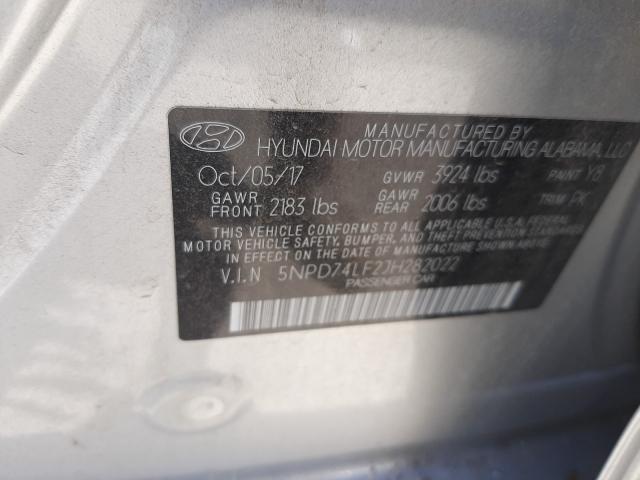 MANUFACTURED BY
HYUNDAI MOTOR MANUFACTURING ALABAMA, LLC
Oct/05/17 GVWR 3924 lbs PAINT Y8
GAWR FRONT 2183 lbs GAWR REAR 2006 lbs TRIM PK
THIS VEHICLE CONFORMS TO ALL APPLICABLE U.S. FEDERAL
MOTOR VEHICLE SAFETY, BUMPER, AND THEFT PREVENTION STANDARDS
IN EFFECT ON THE DATE OF MANUFACTURE SHOWN ABOVE.
V.I.N 5NPD74LF2JH282022
PASSENGER CAR